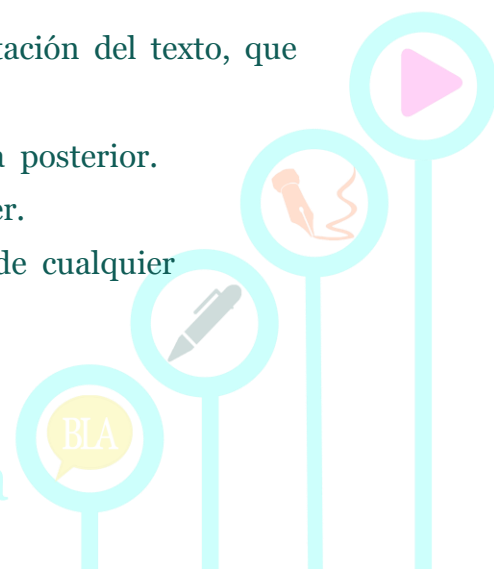 tación del texto, que
posterior.
er.
de cualquier
BLA